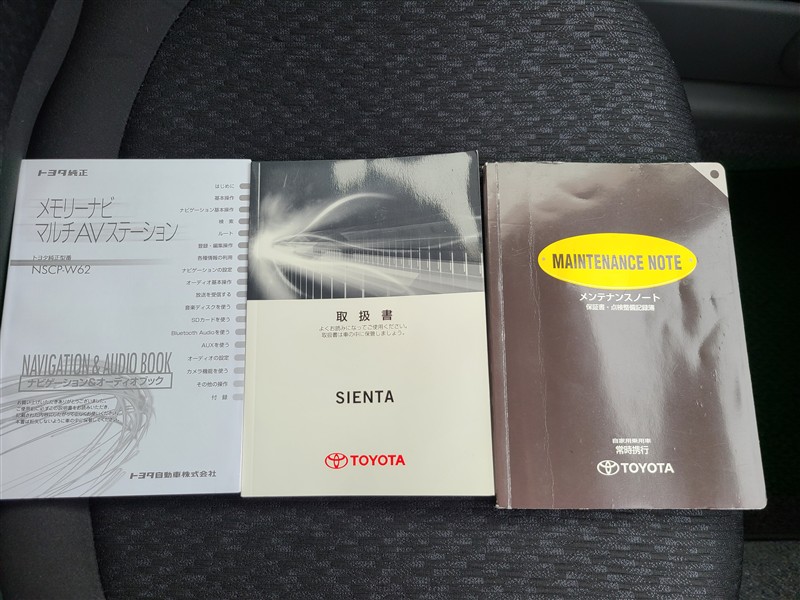 トヨタ純正
メモリーナビ
マルチAVステーション
トヨタ純正型番
NSCP-W62
はじめに
基本操作
ナビゲーション基本操作
検 索
ルート
登録・編集操作
各種情報の利用
ナビゲーションの設定
オーディオ基本操作
放送を受信する
音楽ディスクを使う
SDカードを使う
Bluetooth Audioを使う
AUXを使う
オーディオの設定
カメラ機能を使う
その他の操作
付 録
NAVIGATION & AUDIO BOOK
ナビゲーション&オーディオブック
トヨタ自動車株式会社
取扱書
よくお読みになってご使用ください。
取扱書は車の中に保管しましょう。
SIENTA
TOYOTA
MAINTENANCE NOTE
メンテナンスノート
保証書・点検整備記録簿
自家用乗用車
常時携行
TOYOTA